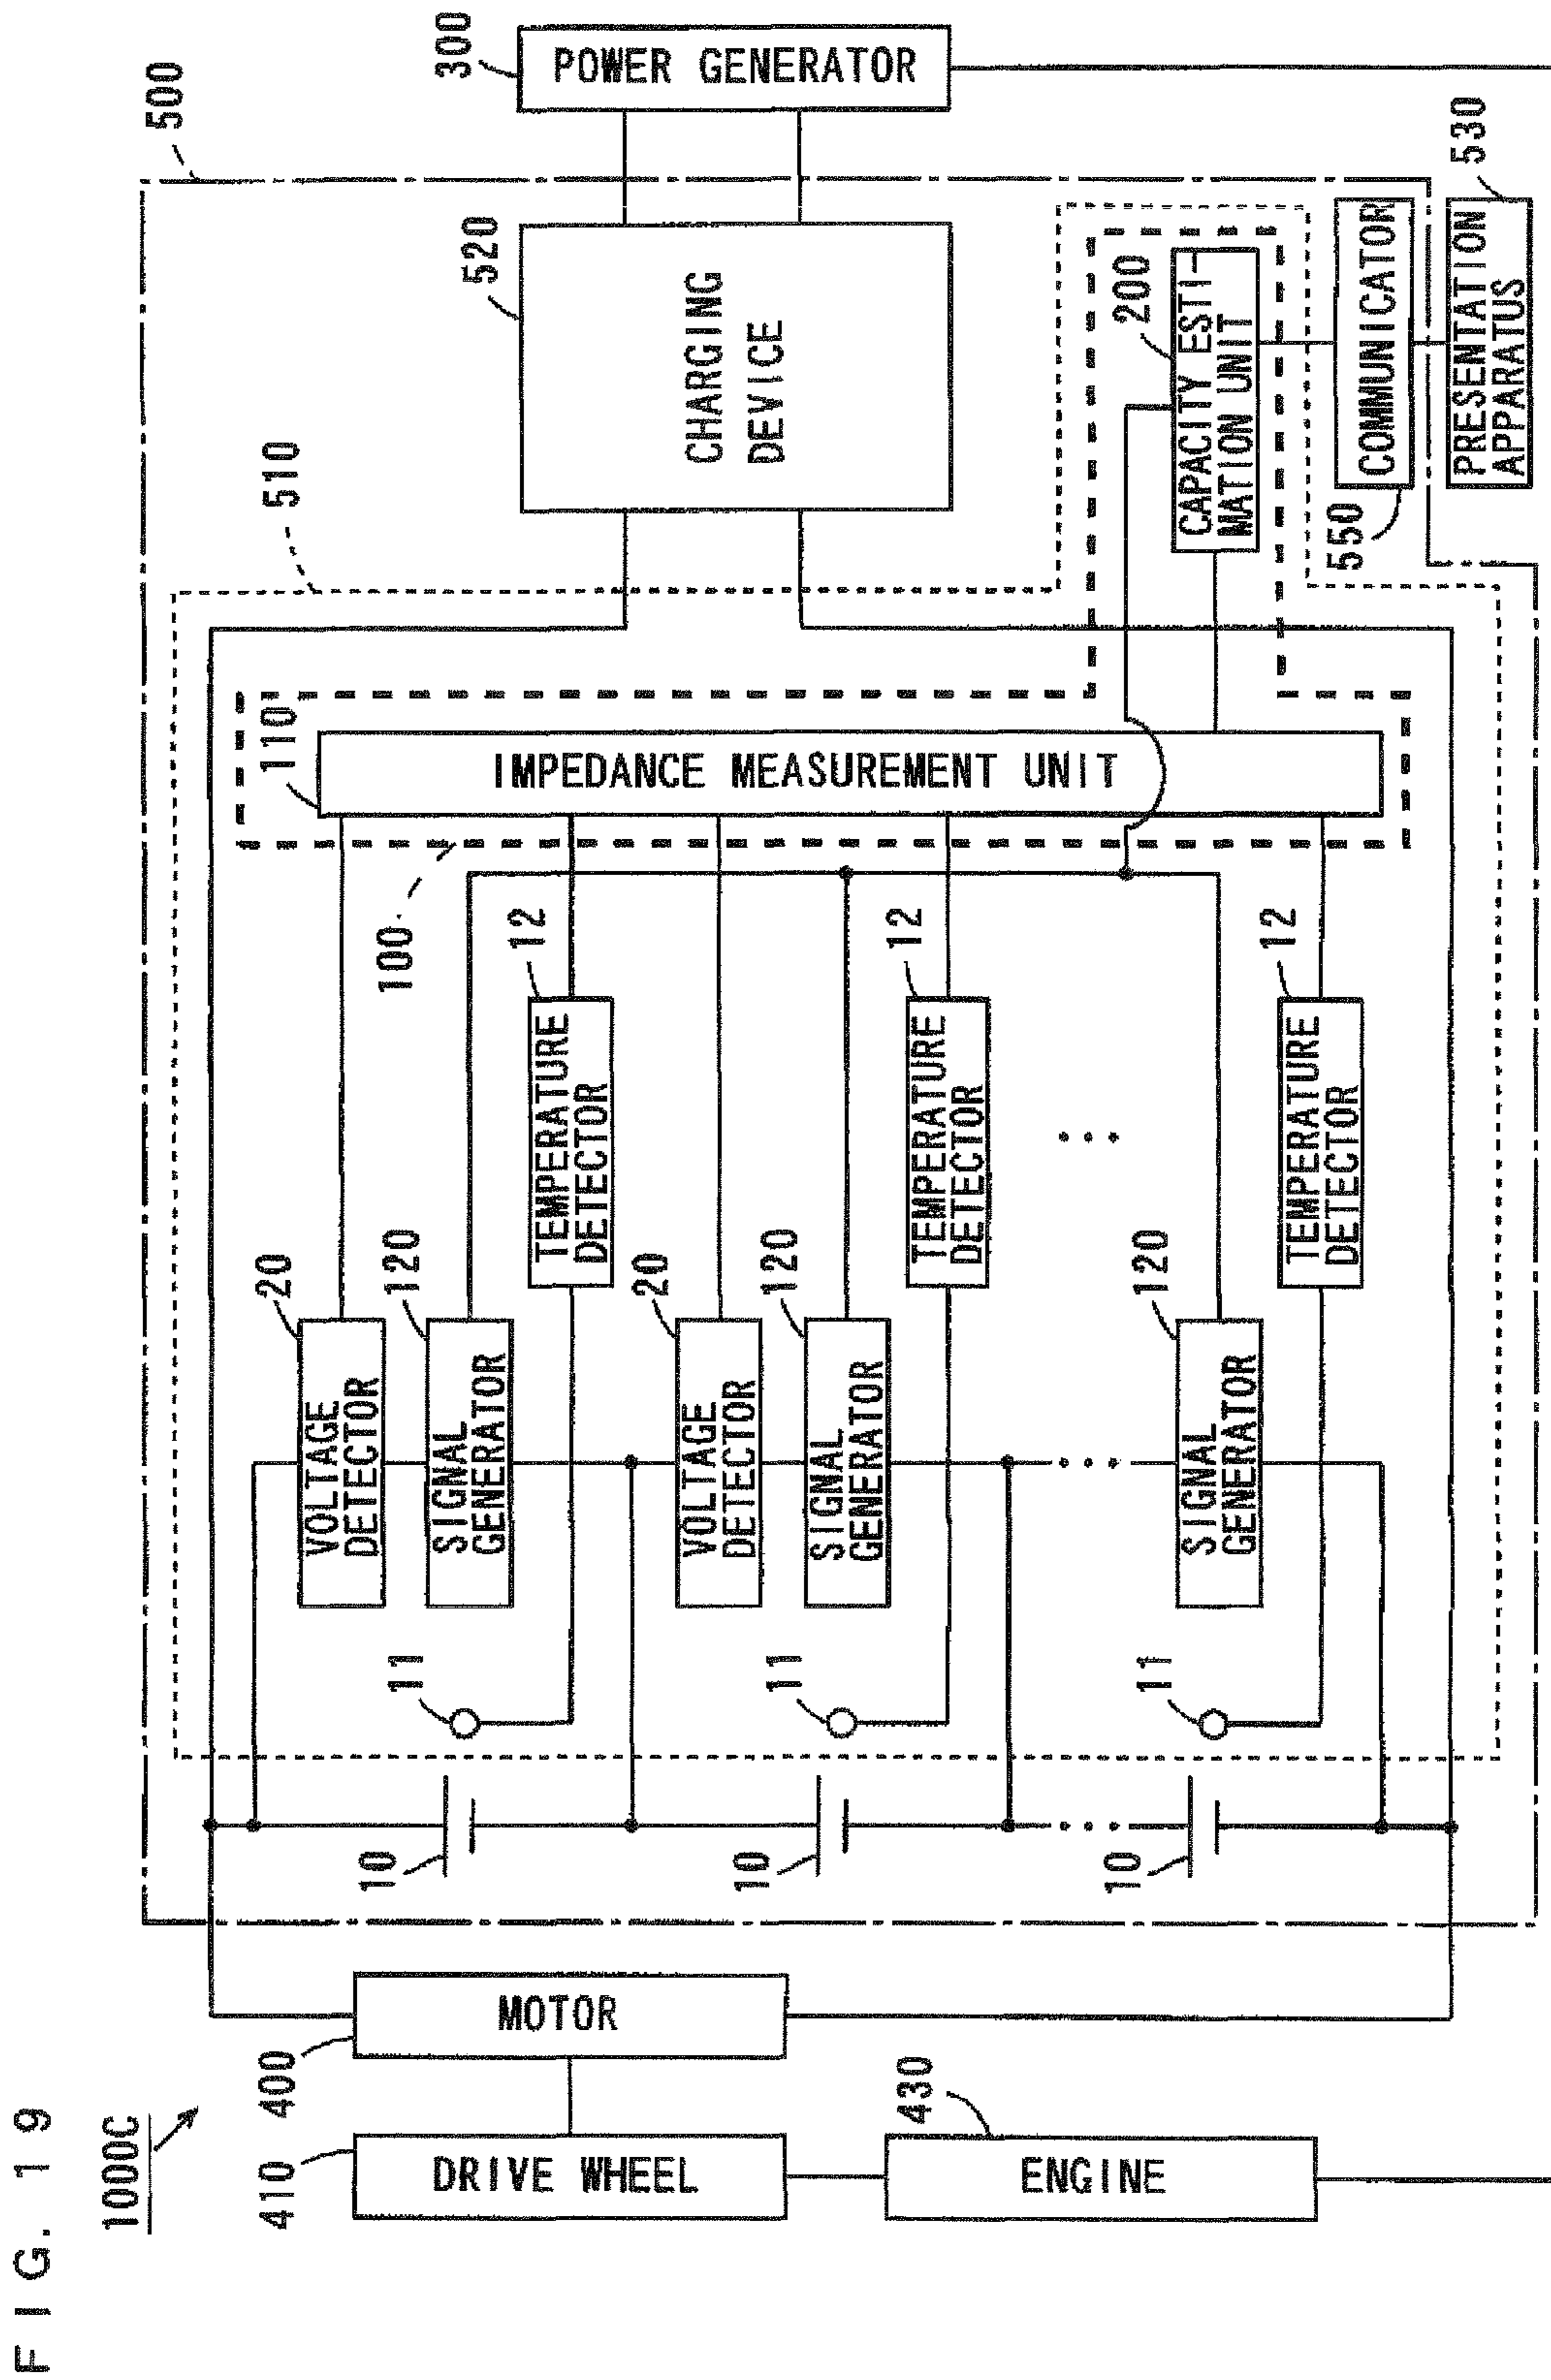 FIG. 19
1000C
500
510
520
CHARGING
DEVICE
300
POWER GENERATOR
110
IMPEDANCE MEASUREMENT UNIT
100
200
CAPACITY ESTI-
MATION UNIT
550
COMMUNICATOR
530
PRESENTATION
APPARATUS
20
VOLTAGE
DETECTOR
120
SIGNAL
GENERATOR
12
TEMPERATURE
DETECTOR
11
10
20
VOLTAGE
DETECTOR
120
SIGNAL
GENERATOR
12
TEMPERATURE
DETECTOR
11
10
120
SIGNAL
GENERATOR
12
TEMPERATURE
DETECTOR
11
10
400
MOTOR
410
DRIVE WHEEL
430
ENGINE